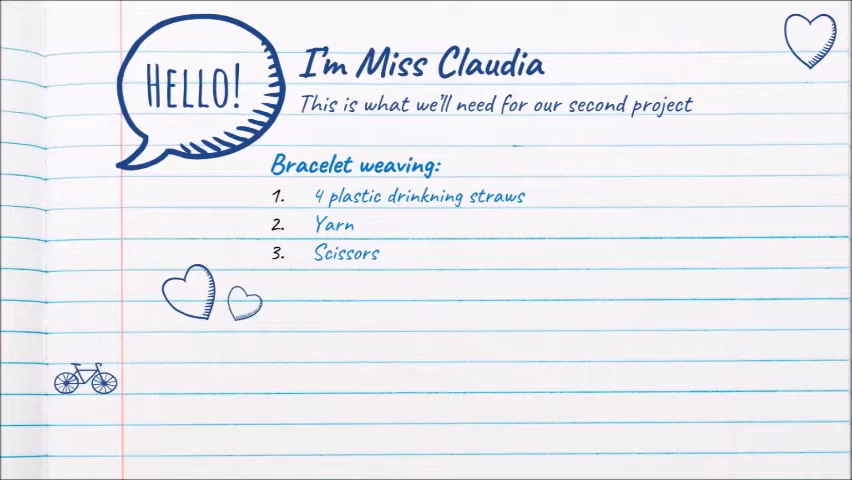 HELLO!
I'm Miss Claudia
This is what we'll need for our second project
Bracelet weaving:
1. 4 plastic drinkning straws
2. Yarn
3. Scissors